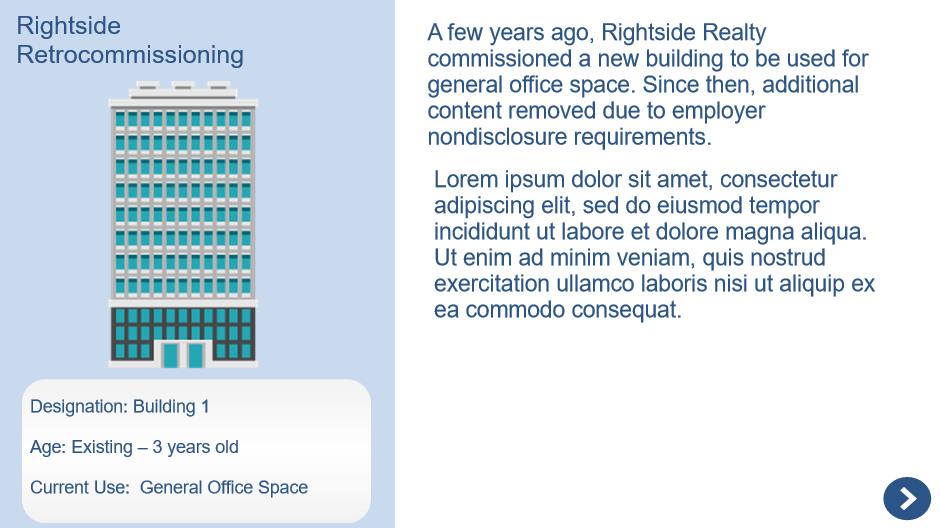 Rightside
Retrocommissioning
Designation: Building 1
Age: Existing – 3 years old
Current Use:  General Office Space
A few years ago, Rightside Realty
commissioned a new building to be used for
general office space. Since then, additional
content removed due to employer
nondisclosure requirements.
Lorem ipsum dolor sit amet, consectetur
adipiscing elit, sed do eiusmod tempor
incididunt ut labore et dolore magna aliqua.
Ut enim ad minim veniam, quis nostrud
exercitation ullamco laboris nisi ut aliquip ex
ea commodo consequat.